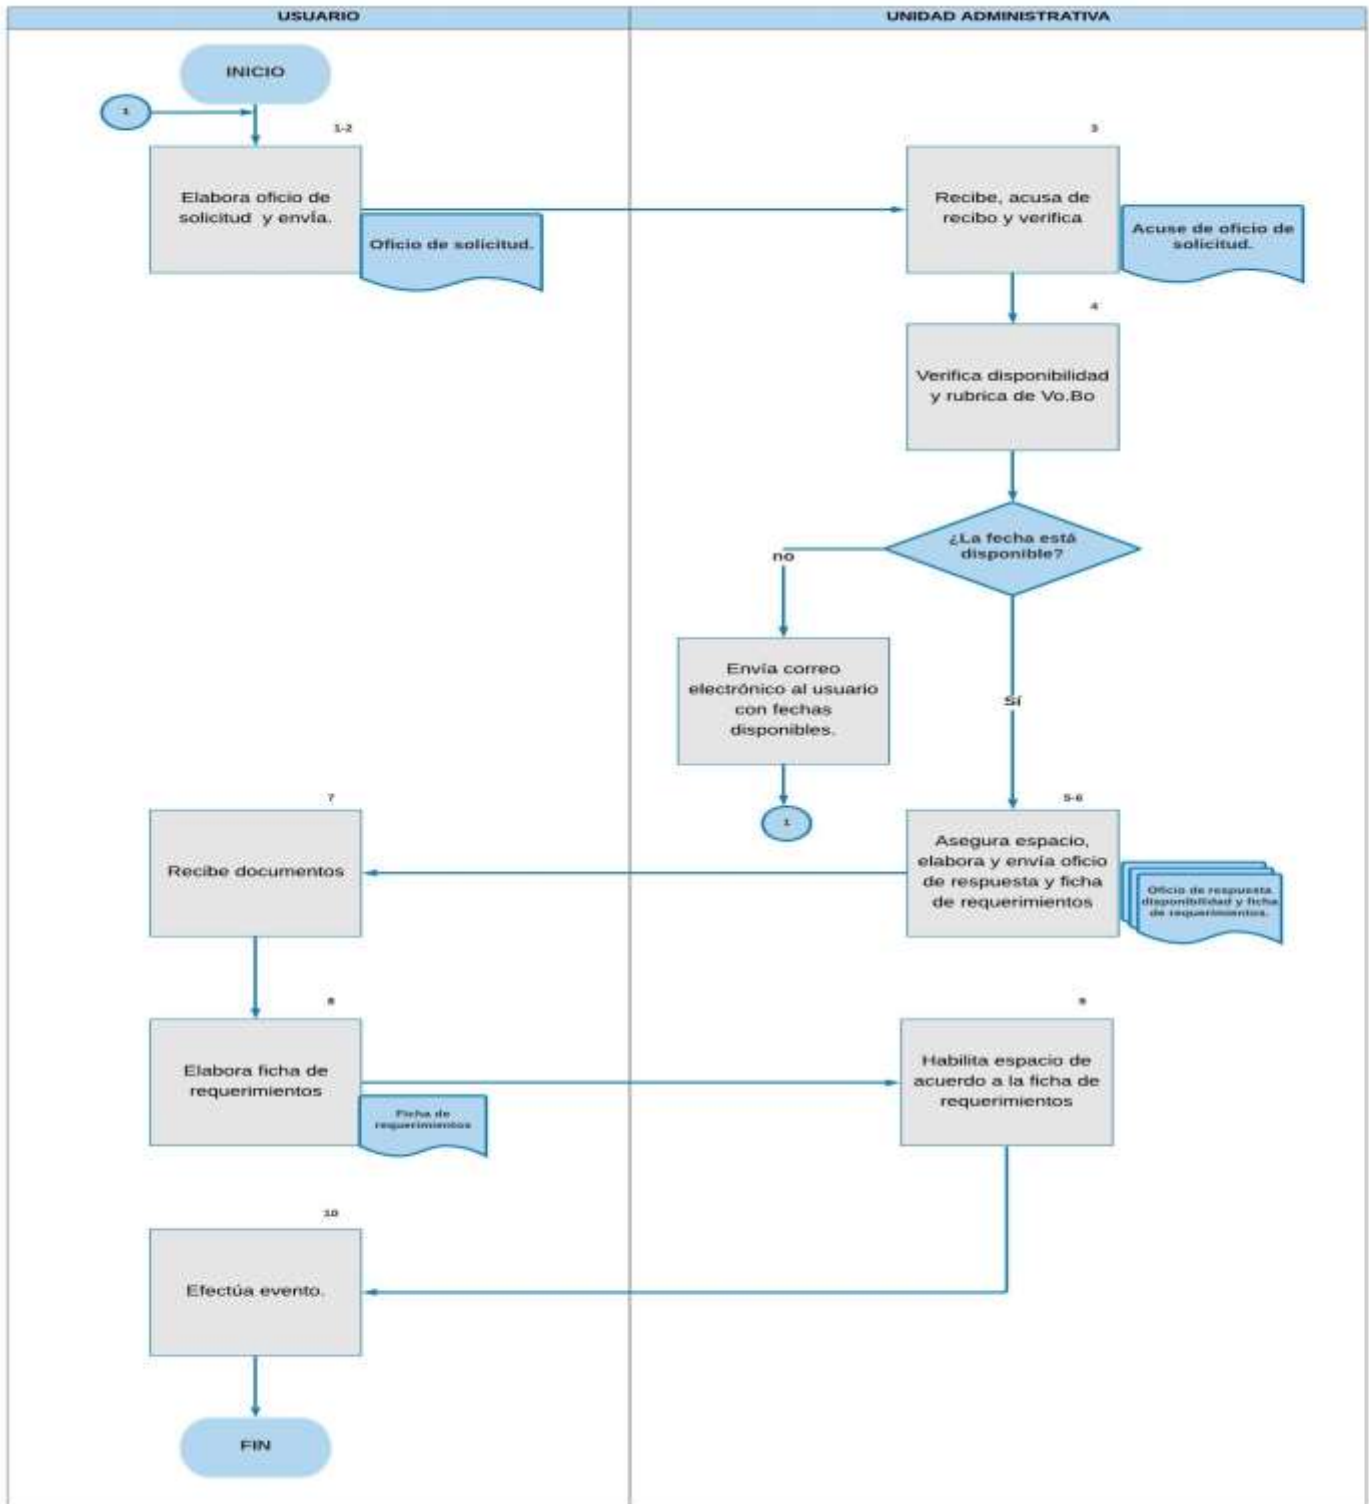 USUARIO
UNIDAD ADMINISTRATIVA
INICIO
1
1-2
Elabora oficio de
solicitud y envía.
Oficio de solicitud.
3
Recibe, acusa de
recibo y verifica
Acuse de oficio de
solicitud.
4
Verifica disponibilidad
y rubrica de Vo.Bo
¿La fecha está
disponible?
no
Envía correo
electrónico al usuario
con fechas
disponibles.
1
Sí
5-6
Asegura espacio,
elabora y envía oficio
de respuesta y ficha
de requerimientos
Oficio de respuesta
disponibilidad y ficha
de requerimientos.
7
Recibe documentos
8
Elabora ficha de
requerimientos
Ficha de
requerimientos
9
Habilita espacio de
acuerdo a la ficha de
requerimientos
10
Efectúa evento.
FIN